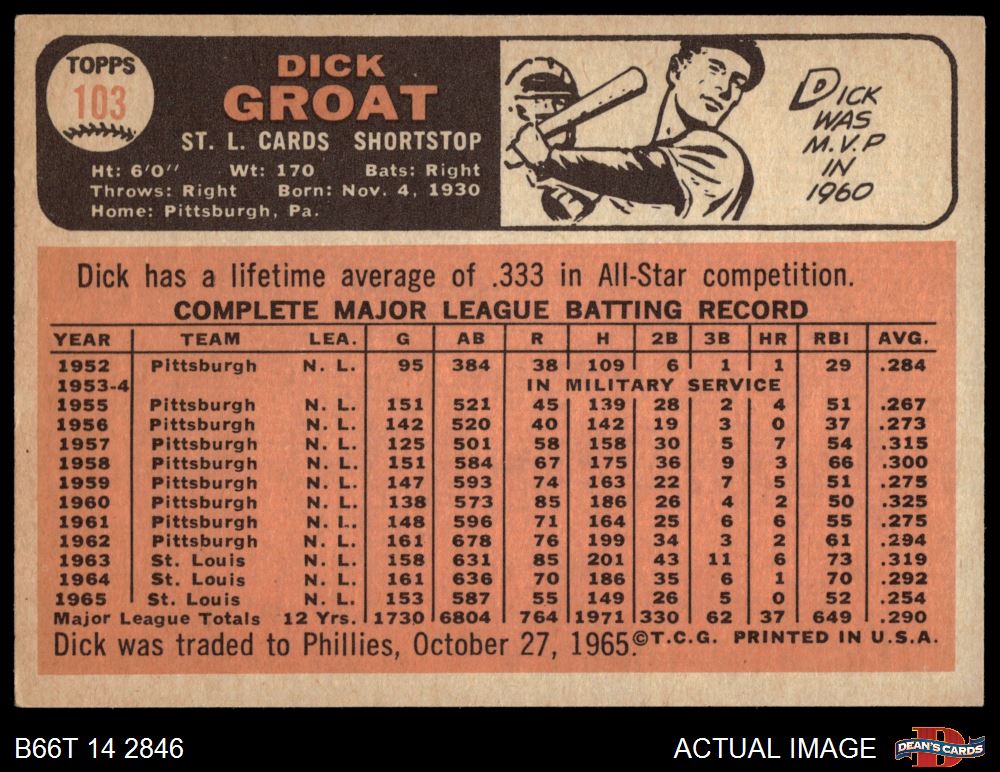 TOPPS
103
DICK
GROAT
ST. L. CARDS SHORTSTOP
Ht: 6'0" Wt: 170 Bats: Right
Throws: Right Born: Nov. 4, 1930
Home: Pittsburgh, Pa.
DICK
WAS
M.V.P
IN
1960
Dick has a lifetime average of .333 in All-Star competition.
COMPLETE MAJOR LEAGUE BATTING RECORD
YEAR TEAM LEA. G AB R H 2B 3B HR RBI AVG.
1952 Pittsburgh N. L. 95 384 38 109 6 1 1 29 .284
1953-4 IN MILITARY SERVICE
1955 Pittsburgh N. L. 151 521 45 139 28 2 4 51 .267
1956 Pittsburgh N. L. 142 520 40 142 19 3 0 37 .273
1957 Pittsburgh N. L. 125 501 58 158 30 5 7 54 .315
1958 Pittsburgh N. L. 151 584 67 175 36 9 3 66 .300
1959 Pittsburgh N. L. 147 593 74 163 22 7 5 51 .275
1960 Pittsburgh N. L. 138 573 85 186 26 4 2 50 .325
1961 Pittsburgh N. L. 148 596 71 164 25 6 6 55 .275
1962 Pittsburgh N. L. 161 678 76 199 34 3 2 61 .294
1963 St. Louis N. L. 158 631 85 201 43 11 6 73 .319
1964 St. Louis N. L. 161 636 70 186 35 6 1 70 .292
1965 St. Louis N. L. 153 587 55 149 26 5 0 52 .254
Major League Totals 12 Yrs. 1730 6804 764 1971 330 62 37 649 .290
Dick was traded to Phillies, October 27, 1965. ©T.C.G. PRINTED IN U.S.A.
B66T 14 2846 ACTUAL IMAGE
D
DEAN'S CARDS